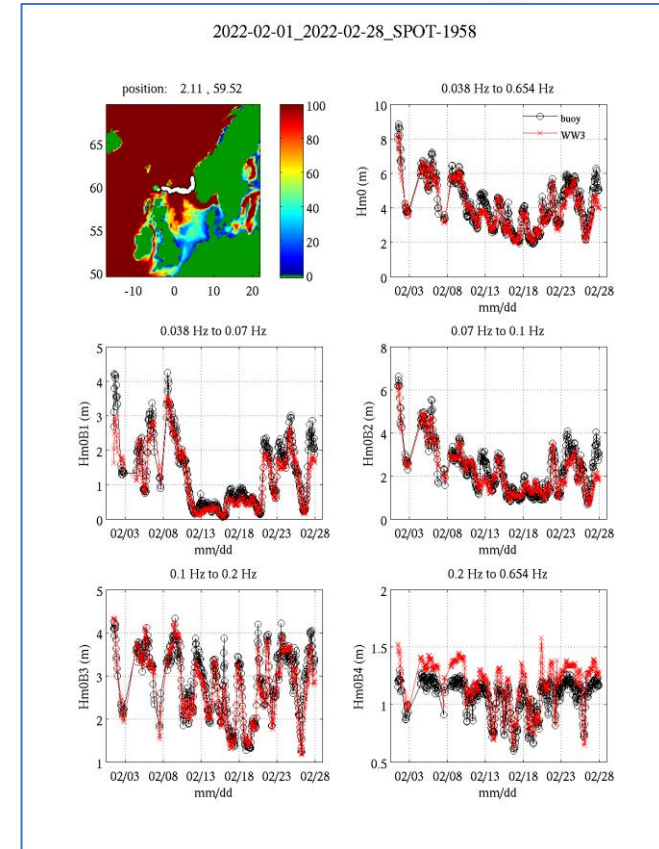 2022-02-01_2022-02-28_SPOT-1958
position: 2.11 , 59.52
65
60
55
50
-10 0 10 20
100
80
60
40
20
0
0.038 Hz to 0.654 Hz
buoy
WW3
Hm0 (m)
10
8
6
4
2
0
02/03 02/08 02/13 02/18 02/23 02/28
mm/dd
0.038 Hz to 0.07 Hz
Hm0B1 (m)
5
4
3
2
1
0
02/03 02/08 02/13 02/18 02/23 02/28
mm/dd
0.07 Hz to 0.1 Hz
Hm0B2 (m)
8
6
4
2
0
02/03 02/08 02/13 02/18 02/23 02/28
mm/dd
0.1 Hz to 0.2 Hz
Hm0B3 (m)
5
4
3
2
1
02/03 02/08 02/13 02/18 02/23 02/28
mm/dd
0.2 Hz to 0.654 Hz
Hm0B4 (m)
2
1.5
1
0.5
02/03 02/08 02/13 02/18 02/23 02/28
mm/dd